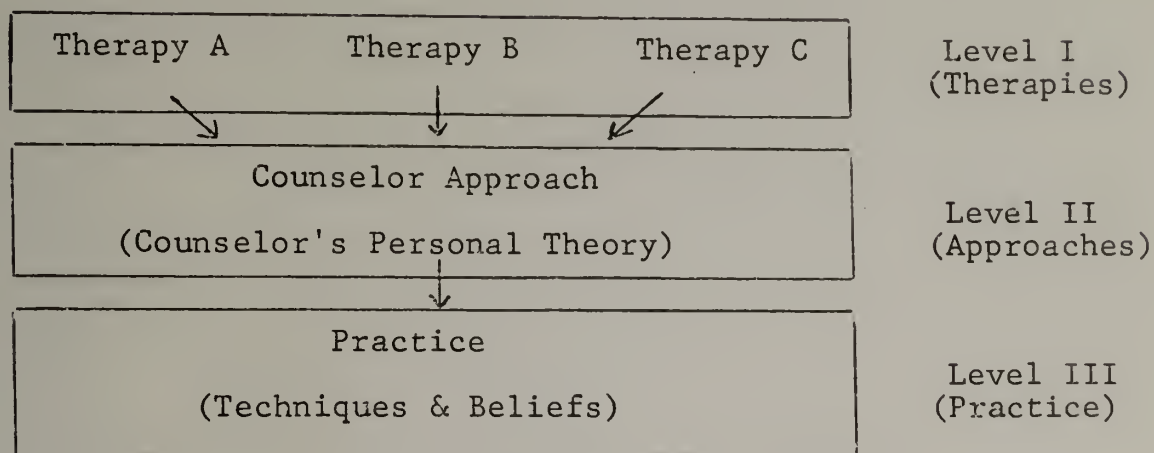 Therapy A Therapy B Therapy C Level I
(Therapies)
Counselor Approach
(Counselor's Personal Theory)
Level II
(Approaches)
Practice
(Techniques & Beliefs)
Level III
(Practice)